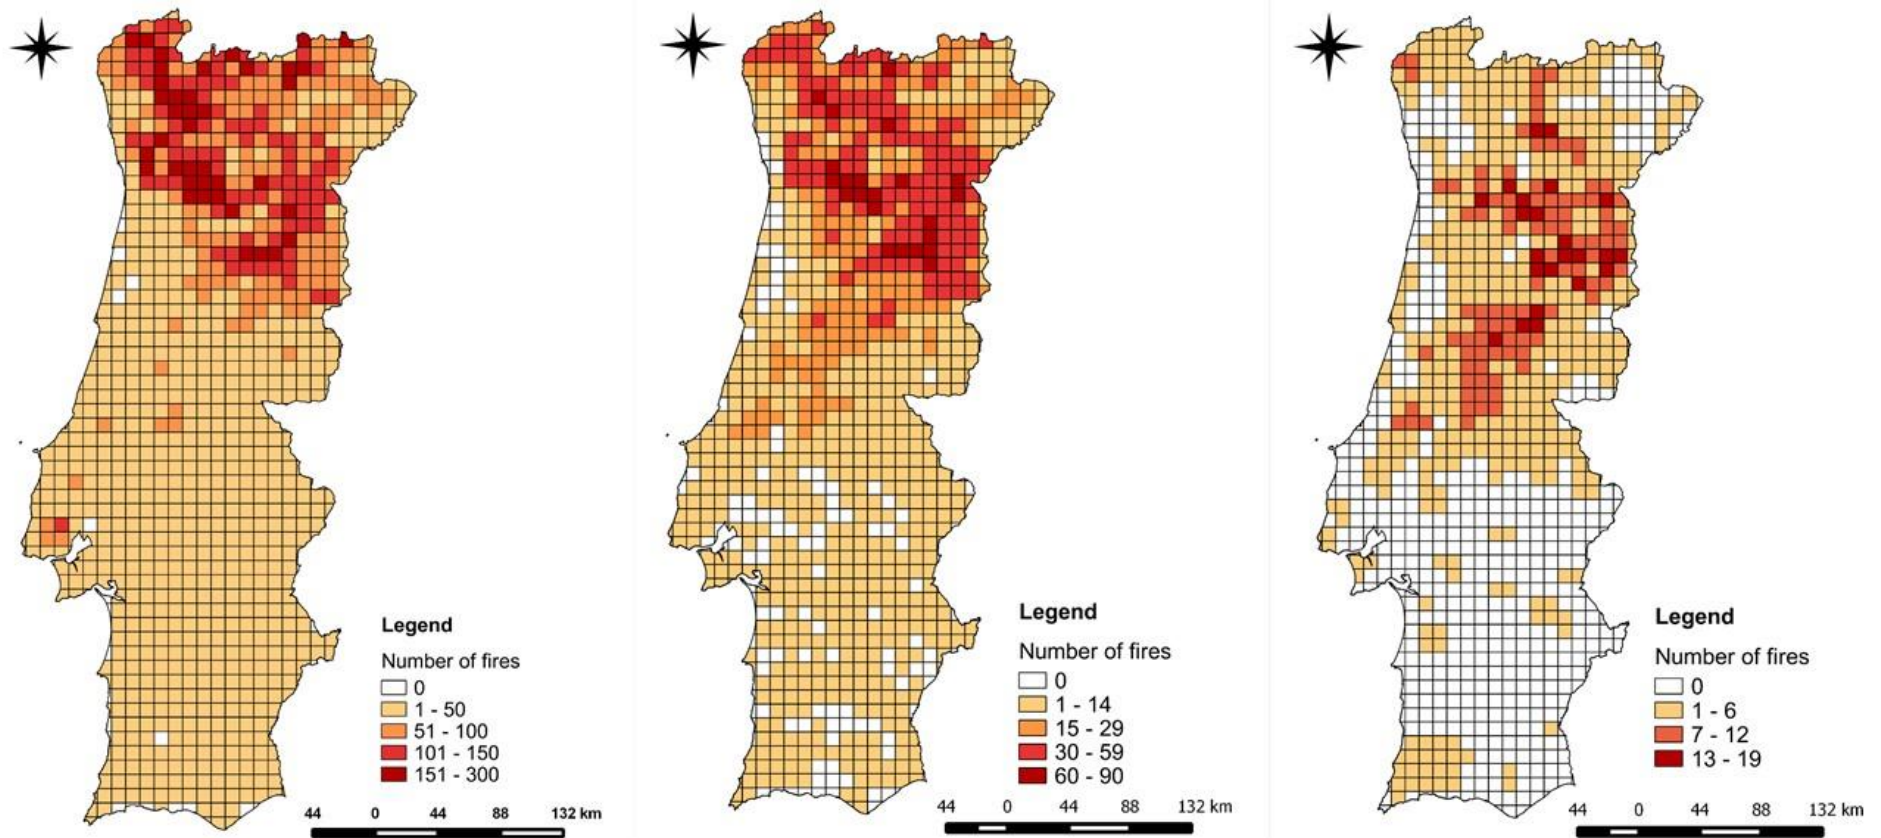 Legend
Number of fires
0
1 - 50
51 - 100
101 - 150
151 - 300
44 0 44 88 132 km
Legend
Number of fires
0
1 - 14
15 - 29
30 - 59
60 - 90
44 0 44 88 132 km
Legend
Number of fires
0
1 - 6
7 - 12
13 - 19
44 0 44 88 132 km